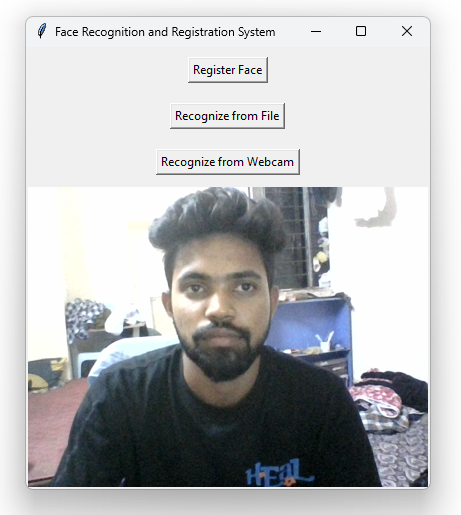 Face Recognition and Registration System
Register Face
Recognize from File
Recognize from Webcam